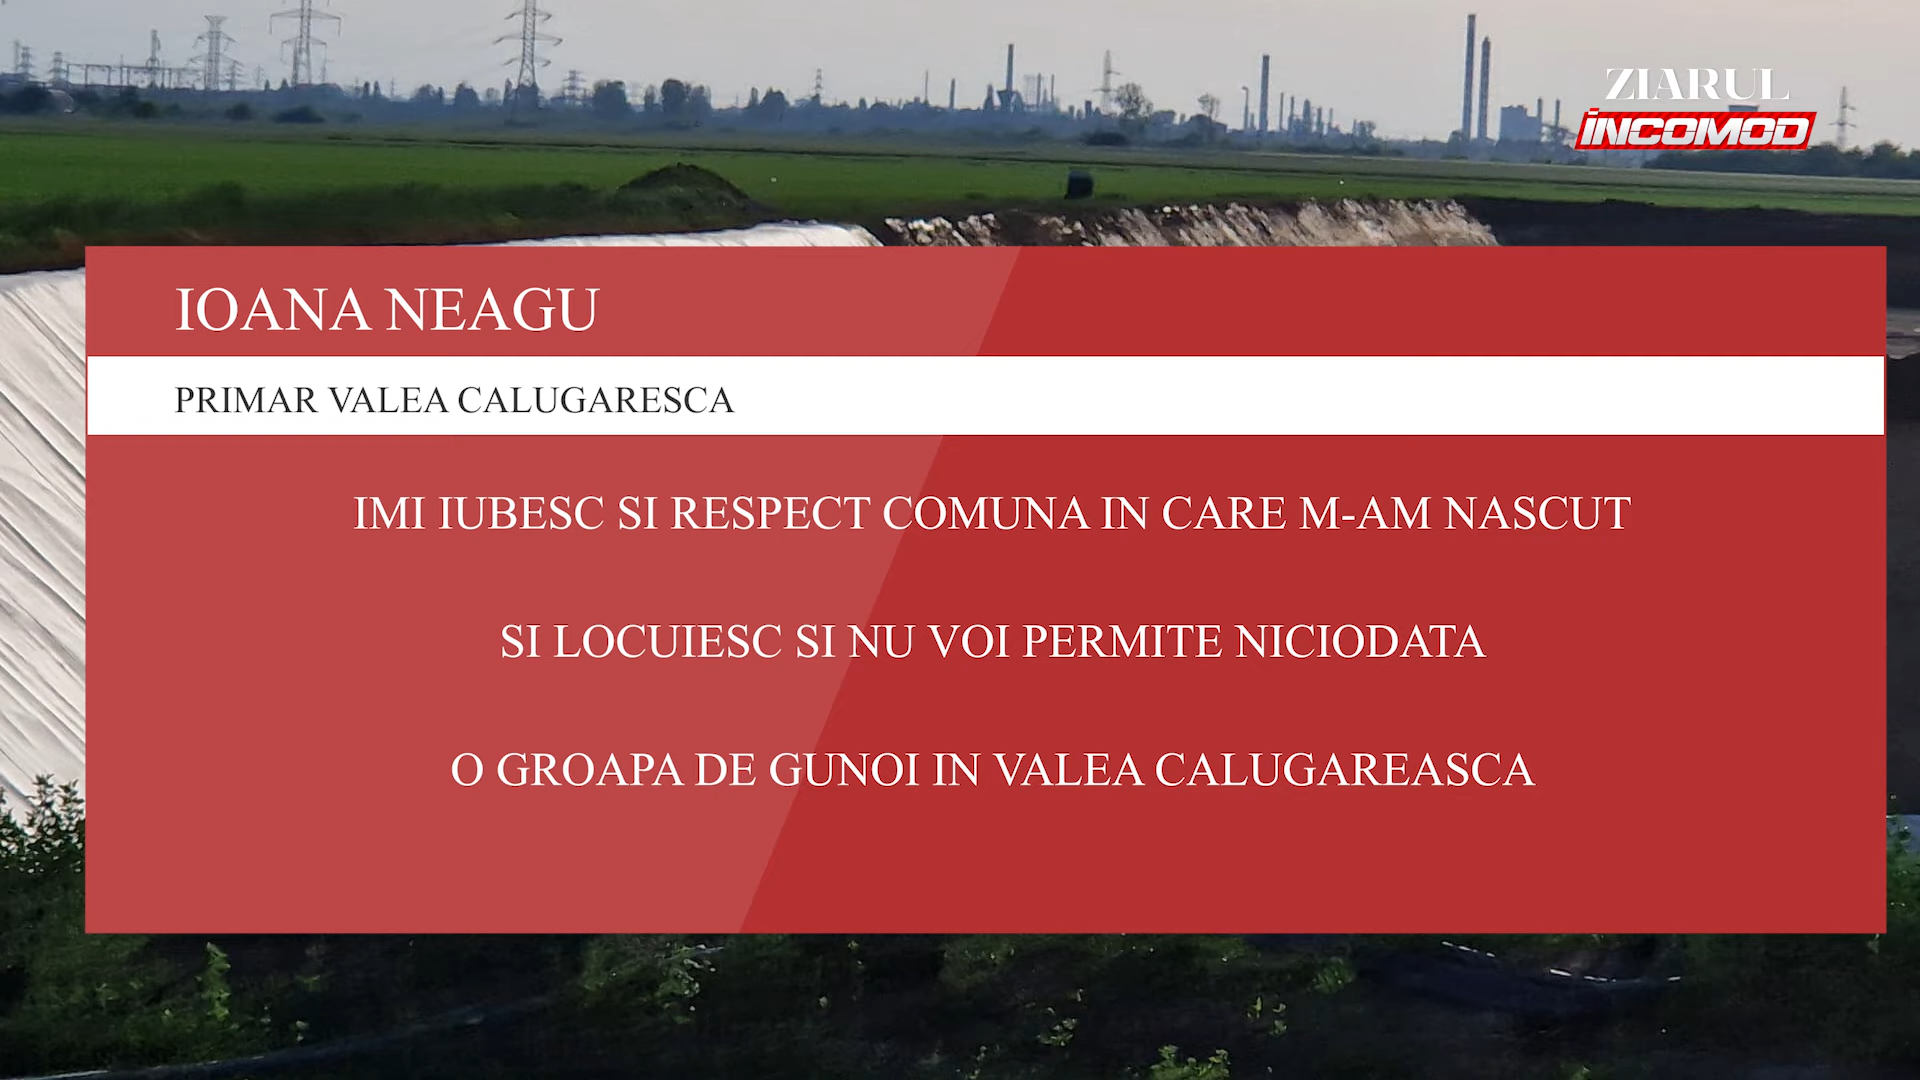 ZIARUL
INCOMOD
IOANA NEAGU
PRIMAR VALEA CALUGARESCA
IMI IUBESC SI RESPECT COMUNA IN CARE M-AM NASCUT
SI LOCUIESC SI NU VOI PERMITE NICIODATA
O GROAPA DE GUNOI IN VALEA CALUGAREASCA